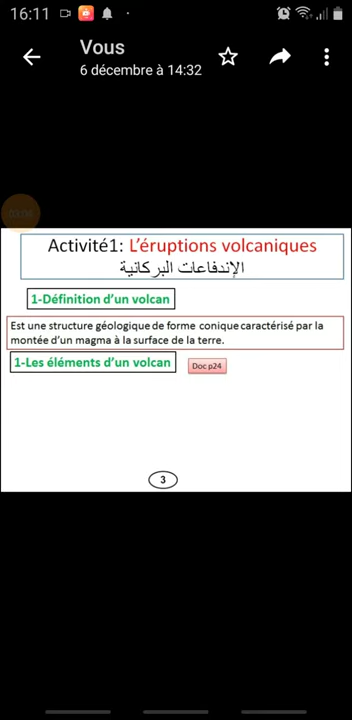 16:11
Vous
6 décembre à 14:32
Activité1: L'éruptions volcaniques
الإندفاعات البركانية
1-Définition d'un volcan
Est une structure géologique de forme conique caractérisé par la
montée d'un magma à la surface de la terre.
1-Les éléments d'un volcan
Doc p24
3